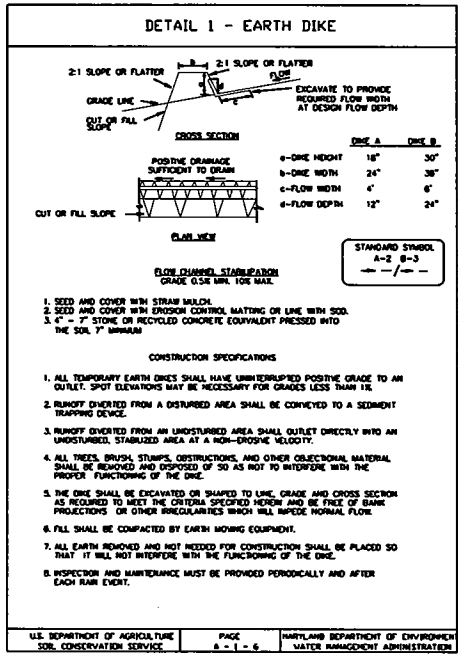 DETAIL 1 - EARTH DIKE
2:1 SLOPE OR FLATTER
b
2:1 SLOPE OR FLATTER
FLOW
GRADE LINE
a
d
c
EXCAVATE TO PROVIDE
REQUIRED FLOW WIDTH
AT DESIGN FLOW DEPTH
CUT OR FILL
SLOPE
CROSS SECTION
DIKE A DIKE B
a-DIKE HEIGHT 18" 30"
b-DIKE WIDTH 24" 36"
c-FLOW WIDTH 4' 6'
d-FLOW DEPTH 12" 24"
POSITIVE DRAINAGE
SUFFICIENT TO DRAIN
CUT OR FILL SLOPE
PLAN VIEW
STANDARD SYMBOL
A-2 B-3
/
FLOW CHANNEL STABILIZATION
GRADE 0.5% MIN. 10% MAX.
1. SEED AND COVER WITH STRAW MULCH.
2. SEED AND COVER WITH EROSION CONTROL MATTING OR LINE WITH SOD.
3. 4" - 7" STONE OR RECYCLED CONCRETE EQUIVALENT PRESSED INTO
THE SOIL 7" MINIMUM
CONSTRUCTION SPECIFICATIONS
1. ALL TEMPORARY EARTH DIKES SHALL HAVE UNINTERRUPTED POSITIVE GRADE TO AN
OUTLET. SPOT ELEVATIONS MAY BE NECESSARY FOR GRADES LESS THAN 1%.
2. RUNOFF DIVERTED FROM A DISTURBED AREA SHALL BE CONVEYED TO A SEDIMENT
TRAPPING DEVICE.
3. RUNOFF DIVERTED FROM AN UNDISTURBED AREA SHALL OUTLET DIRECTLY INTO AN
UNDISTURBED, STABILIZED AREA AT A NON-EROSIVE VELOCITY.
4. ALL TREES, BRUSH, STUMPS, OBSTRUCTIONS, AND OTHER OBJECTIONAL MATERIAL
SHALL BE REMOVED AND DISPOSED OF SO AS NOT TO INTERFERE WITH THE
PROPER FUNCTIONING OF THE DIKE.
5. THE DIKE SHALL BE EXCAVATED OR SHAPED TO LINE, GRADE AND CROSS SECTION
AS REQUIRED TO MEET THE CRITERIA SPECIFIED HEREIN AND BE FREE OF BANK
PROJECTIONS OR OTHER IRREGULARITIES WHICH WILL IMPEDE NORMAL FLOW.
6. FILL SHALL BE COMPACTED BY EARTH MOVING EQUIPMENT.
7. ALL EARTH REMOVED AND NOT NEEDED FOR CONSTRUCTION SHALL BE PLACED SO
THAT IT WILL NOT INTERFERE WITH THE FUNCTIONING OF THE DIKE.
8. INSPECTION AND MAINTENANCE MUST BE PROVIDED PERIODICALLY AND AFTER
EACH RAIN EVENT.
U.S. DEPARTMENT OF AGRICULTURE
SOIL CONSERVATION SERVICE
PAGE
A - 1 - 6
MARYLAND DEPARTMENT OF ENVIRONMEN
WATER MANAGEMENT ADMINISTRATION